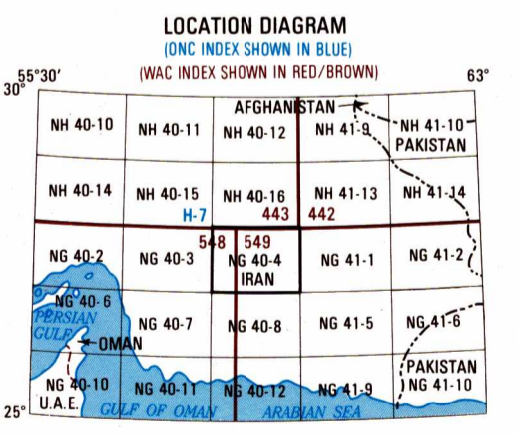 LOCATION DIAGRAM
(ONC INDEX SHOWN IN BLUE)
(WAC INDEX SHOWN IN RED/BROWN)
55°30' 63°
30°
AFGHANISTAN
NH 40-10 NH 40-11 NH 40-12 NH 41-9 NH 41-10
PAKISTAN
NH 40-14 NH 40-15 NH 40-16 NH 41-13 NH 41-14
H-7 443 442
548 549
NG 40-2 NG 40-3 NG 40-4 NG 41-1 NG 41-2
IRAN
NG 40-6 NG 40-7 NG 40-8 NG 41-5 NG 41-6
PERSIAN
GULF
OMAN
PAKISTAN
NG 40-10 NG 40-11 NG 40-12 NG 41-9 NG 41-10
U.A.E. GULF OF OMAN ARABIAN SEA
25°